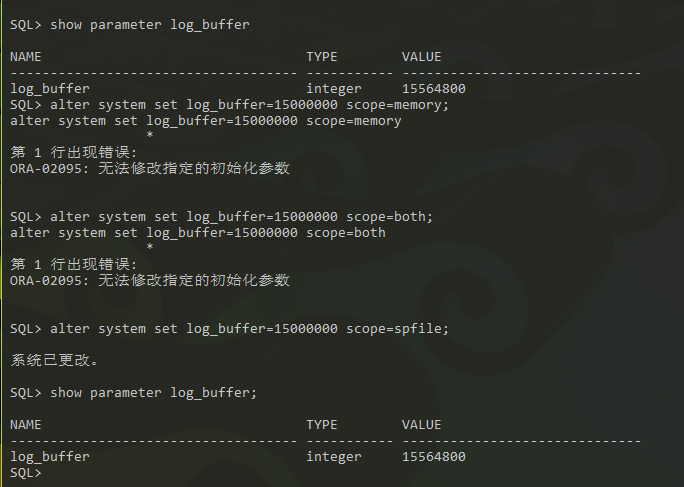 SQL> show parameter log_buffer
NAME                                 TYPE        VALUE
------------------------------------ ----------- ------------------------------
log_buffer                           integer     15564800
SQL> alter system set log_buffer=15000000 scope=memory;
alter system set log_buffer=15000000 scope=memory
                 *
第 1 行出现错误:
ORA-02095: 无法修改指定的初始化参数
SQL> alter system set log_buffer=15000000 scope=both;
alter system set log_buffer=15000000 scope=both
                 *
第 1 行出现错误:
ORA-02095: 无法修改指定的初始化参数
SQL> alter system set log_buffer=15000000 scope=spfile;
系统已更改。
SQL> show parameter log_buffer;
NAME                                 TYPE        VALUE
------------------------------------ ----------- ------------------------------
log_buffer                           integer     15564800
SQL>